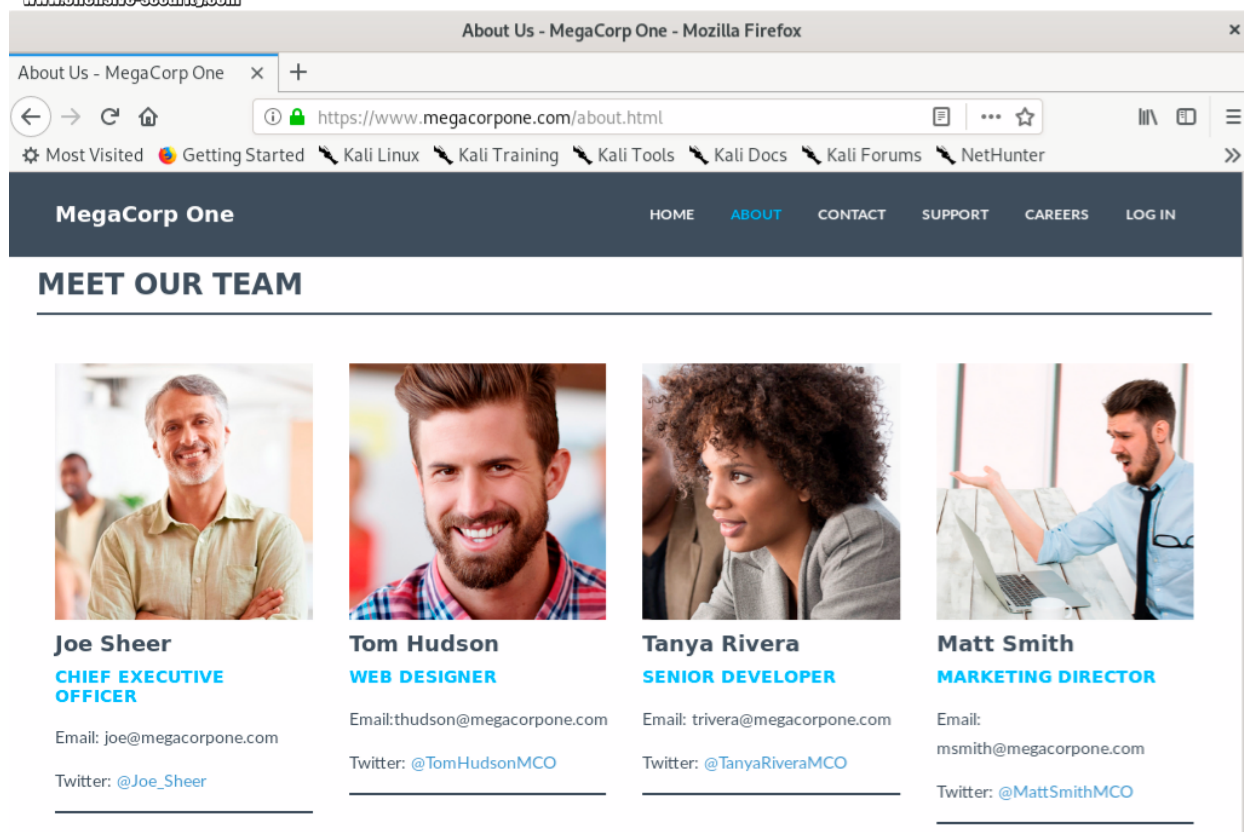 www.offensive-security.com
About Us - MegaCorp One - Mozilla Firefox
About Us - MegaCorp One
https://www.megacorpone.com/about.html
Most Visited Getting Started Kali Linux Kali Training Kali Tools Kali Docs Kali Forums NetHunter
MegaCorp One HOME ABOUT CONTACT SUPPORT CAREERS LOG IN
MEET OUR TEAM
Joe Sheer
CHIEF EXECUTIVE
OFFICER
Email: joe@megacorpone.com
Twitter: @Joe_Sheer
Tom Hudson
WEB DESIGNER
Email:thudson@megacorpone.com
Twitter: @TomHudsonMCO
Tanya Rivera
SENIOR DEVELOPER
Email: trivera@megacorpone.com
Twitter: @TanyaRiveraMCO
Matt Smith
MARKETING DIRECTOR
Email:
msmith@megacorpone.com
Twitter: @MattSmithMCO